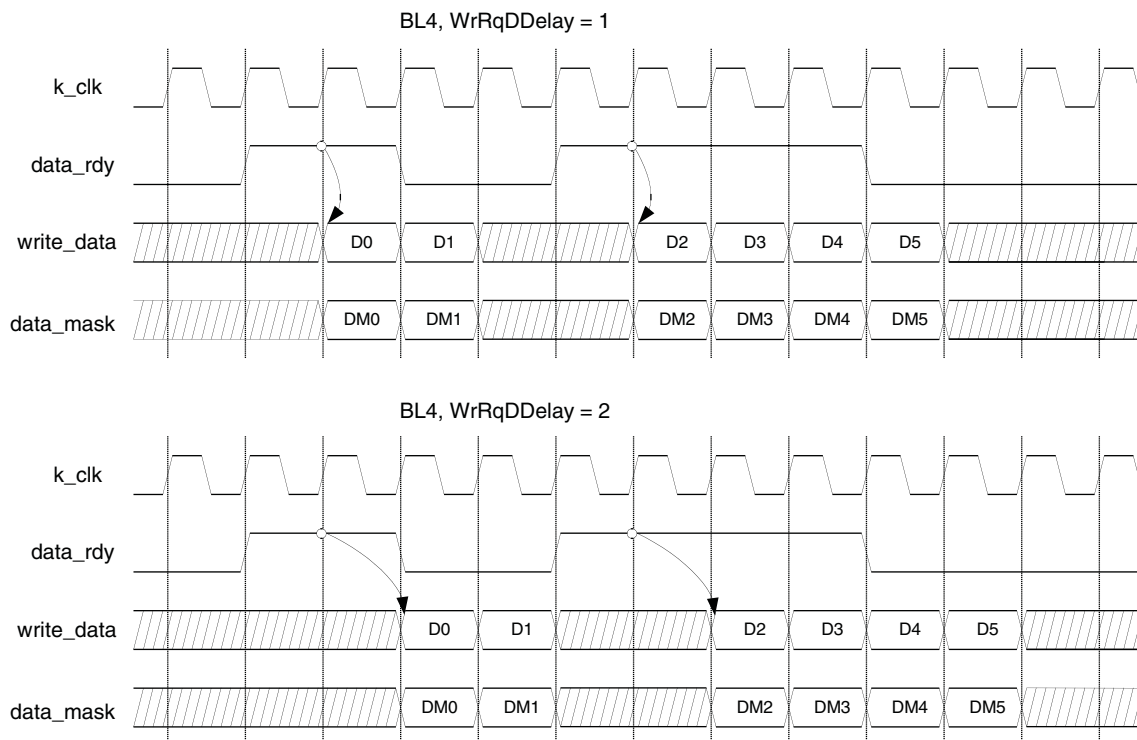 BL4, WrRqDDelay = 1
k_clk
data_rdy
write_data D0 D1 D2 D3 D4 D5
data_mask DM0 DM1 DM2 DM3 DM4 DM5
BL4, WrRqDDelay = 2
k_clk
data_rdy
write_data D0 D1 D2 D3 D4 D5
data_mask DM0 DM1 DM2 DM3 DM4 DM5